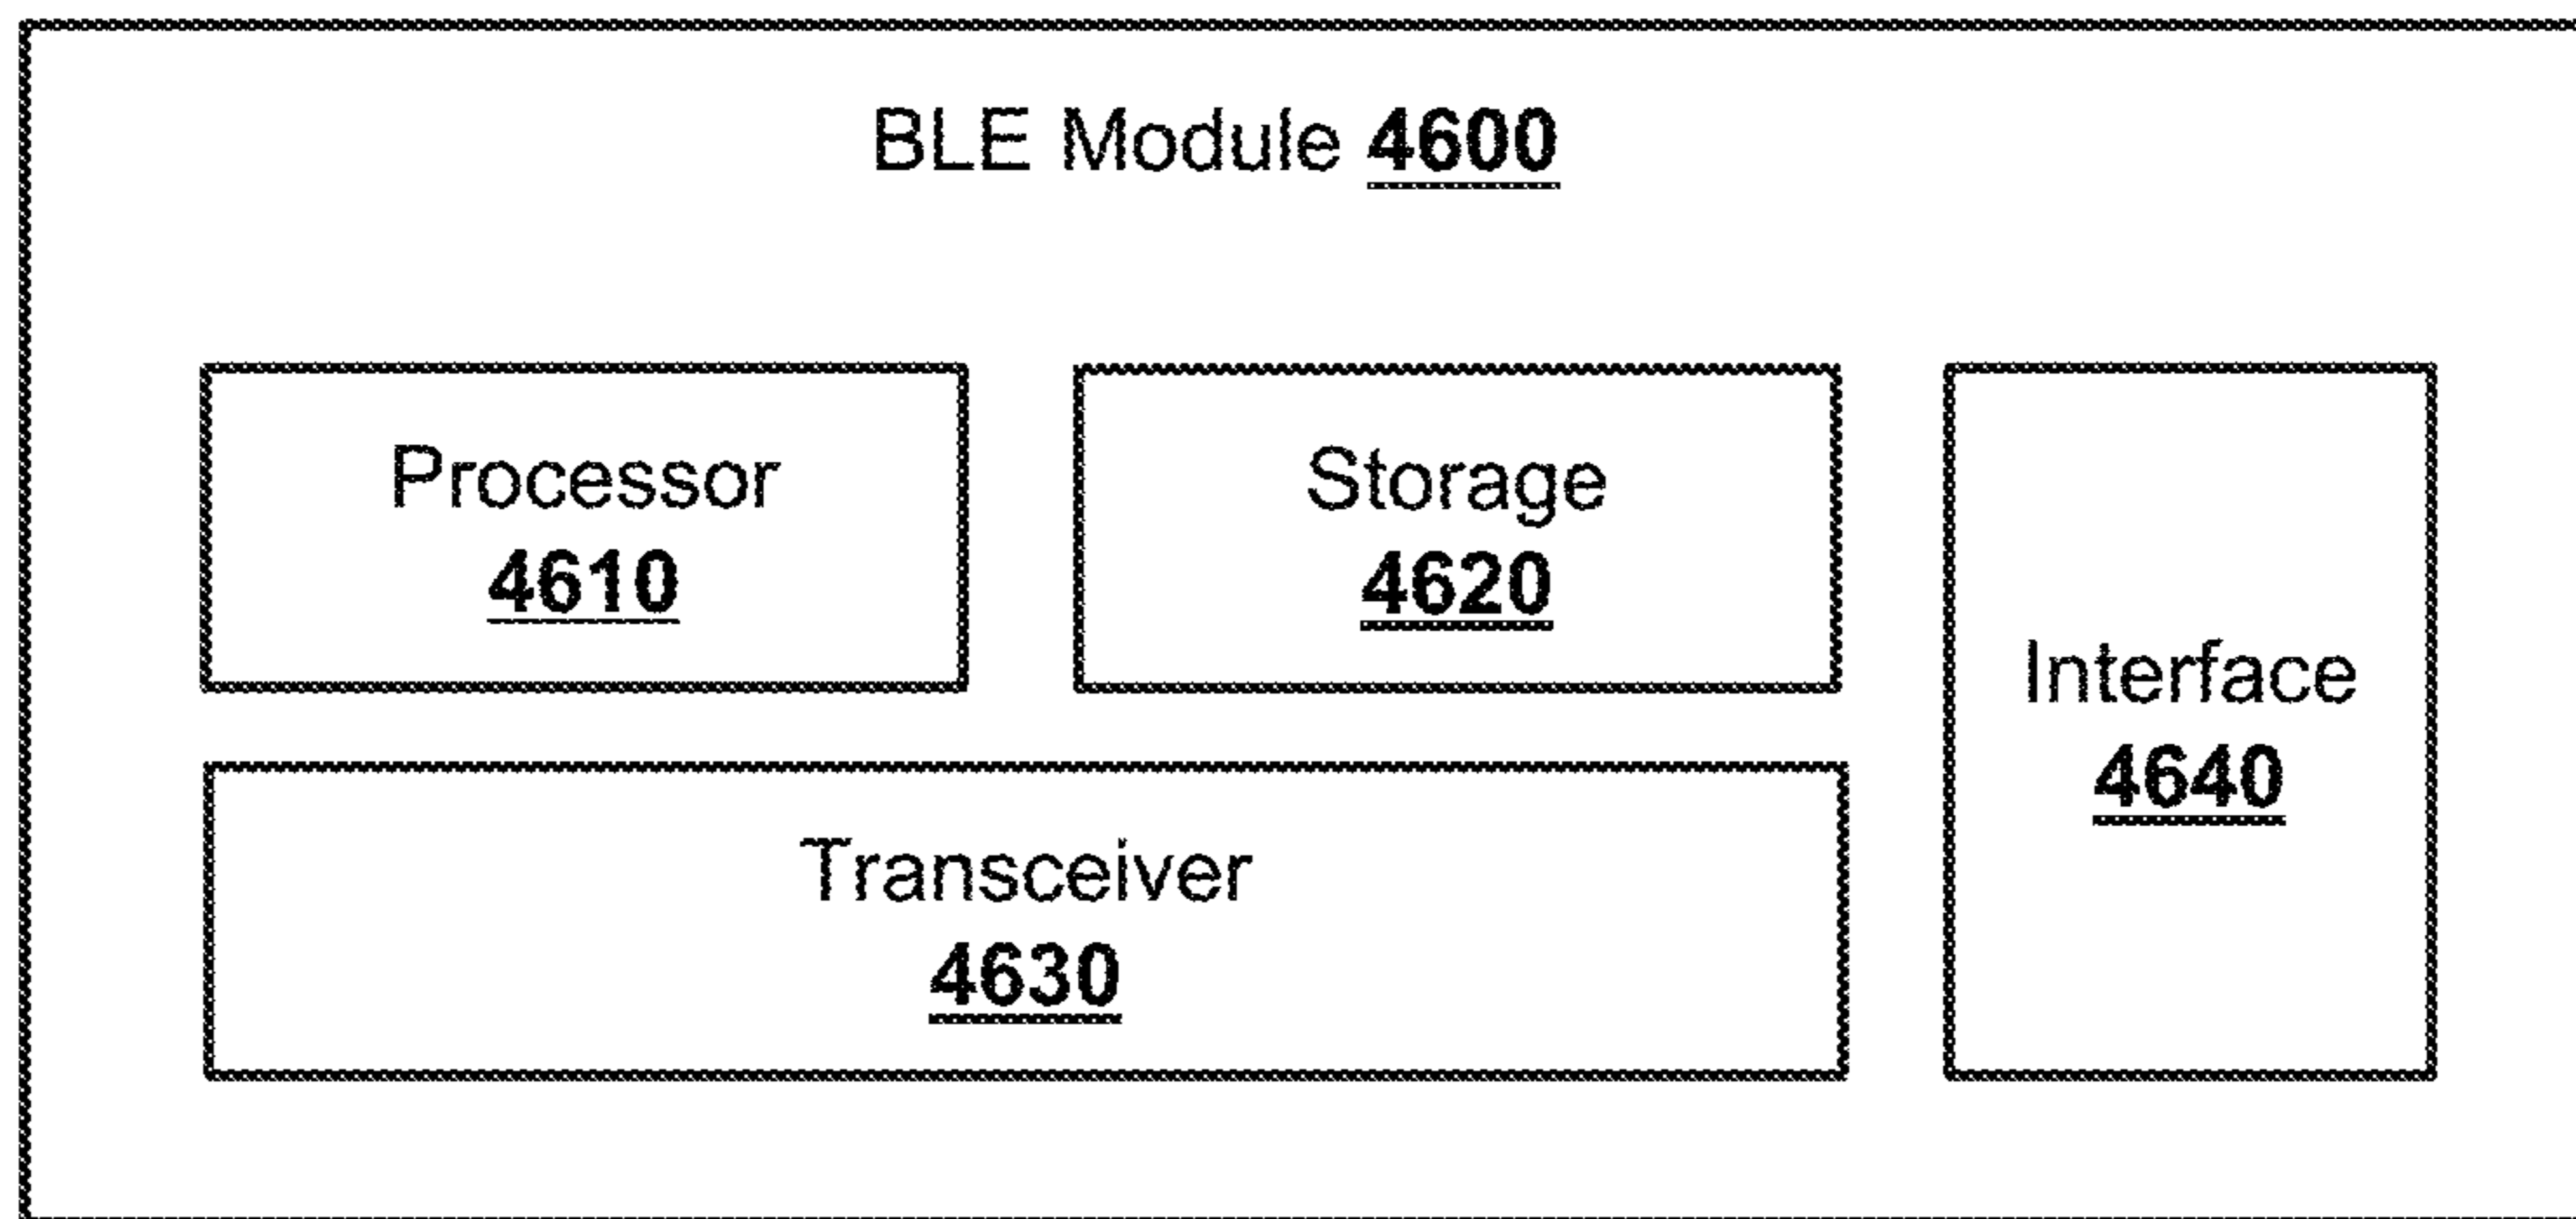 BLE Module 4600
Processor
4610
Storage
4620
Interface
4640
Transceiver
4630